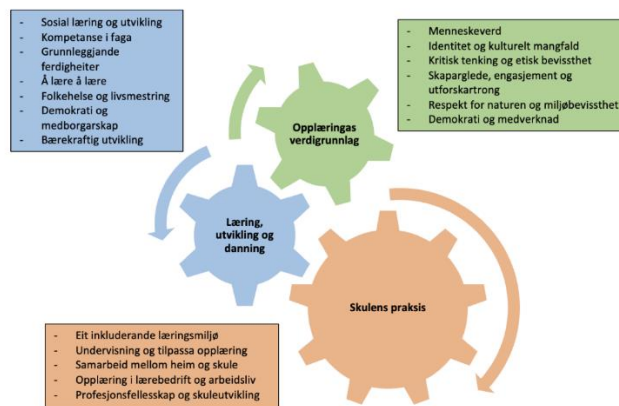 - Sosial læring og utvikling
- Kompetanse i faga
- Grunnleggjande
ferdigheiter
- Å lære å lære
- Folkehelse og livsmestring
- Demokrati og
medborgarskap
- Bærekraftig utvikling
- Menneskeverd
- Identitet og kulturelt mangfald
- Kritisk tenking og etisk bevissthet
- Skaparglede, engasjement og
utforskartrong
- Respekt for naturen og miljøbevissthet
- Demokrati og medverknad
Opplæringas
verdigrunnlag
Læring,
utvikling og
danning
Skulens praksis
- Eit inkluderande læringsmiljø
- Undervisning og tilpassa opplæring
- Samarbeid mellom heim og skule
- Opplæring i lærebedrift og arbeidsliv
- Profesjonsfellesskap og skuleutvikling